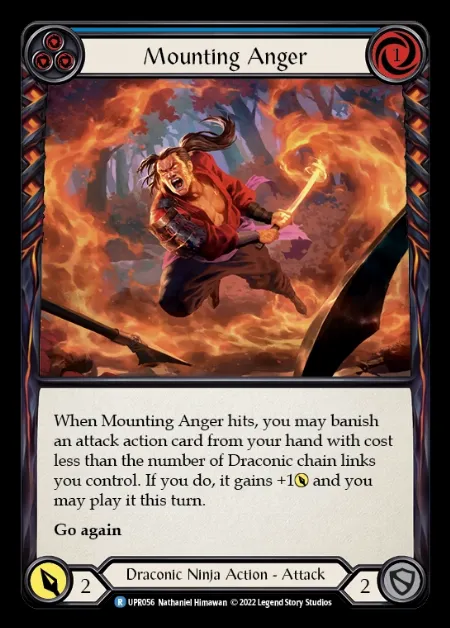 Mounting Anger
1
When Mounting Anger hits, you may banish
an attack action card from your hand with cost
less than the number of Draconic chain links
you control. If you do, it gains +1 and you
may play it this turn.
Go again
2
Draconic Ninja Action - Attack
2
R UPR056 Nathaniel Himawan © 2022 Legend Story Studios